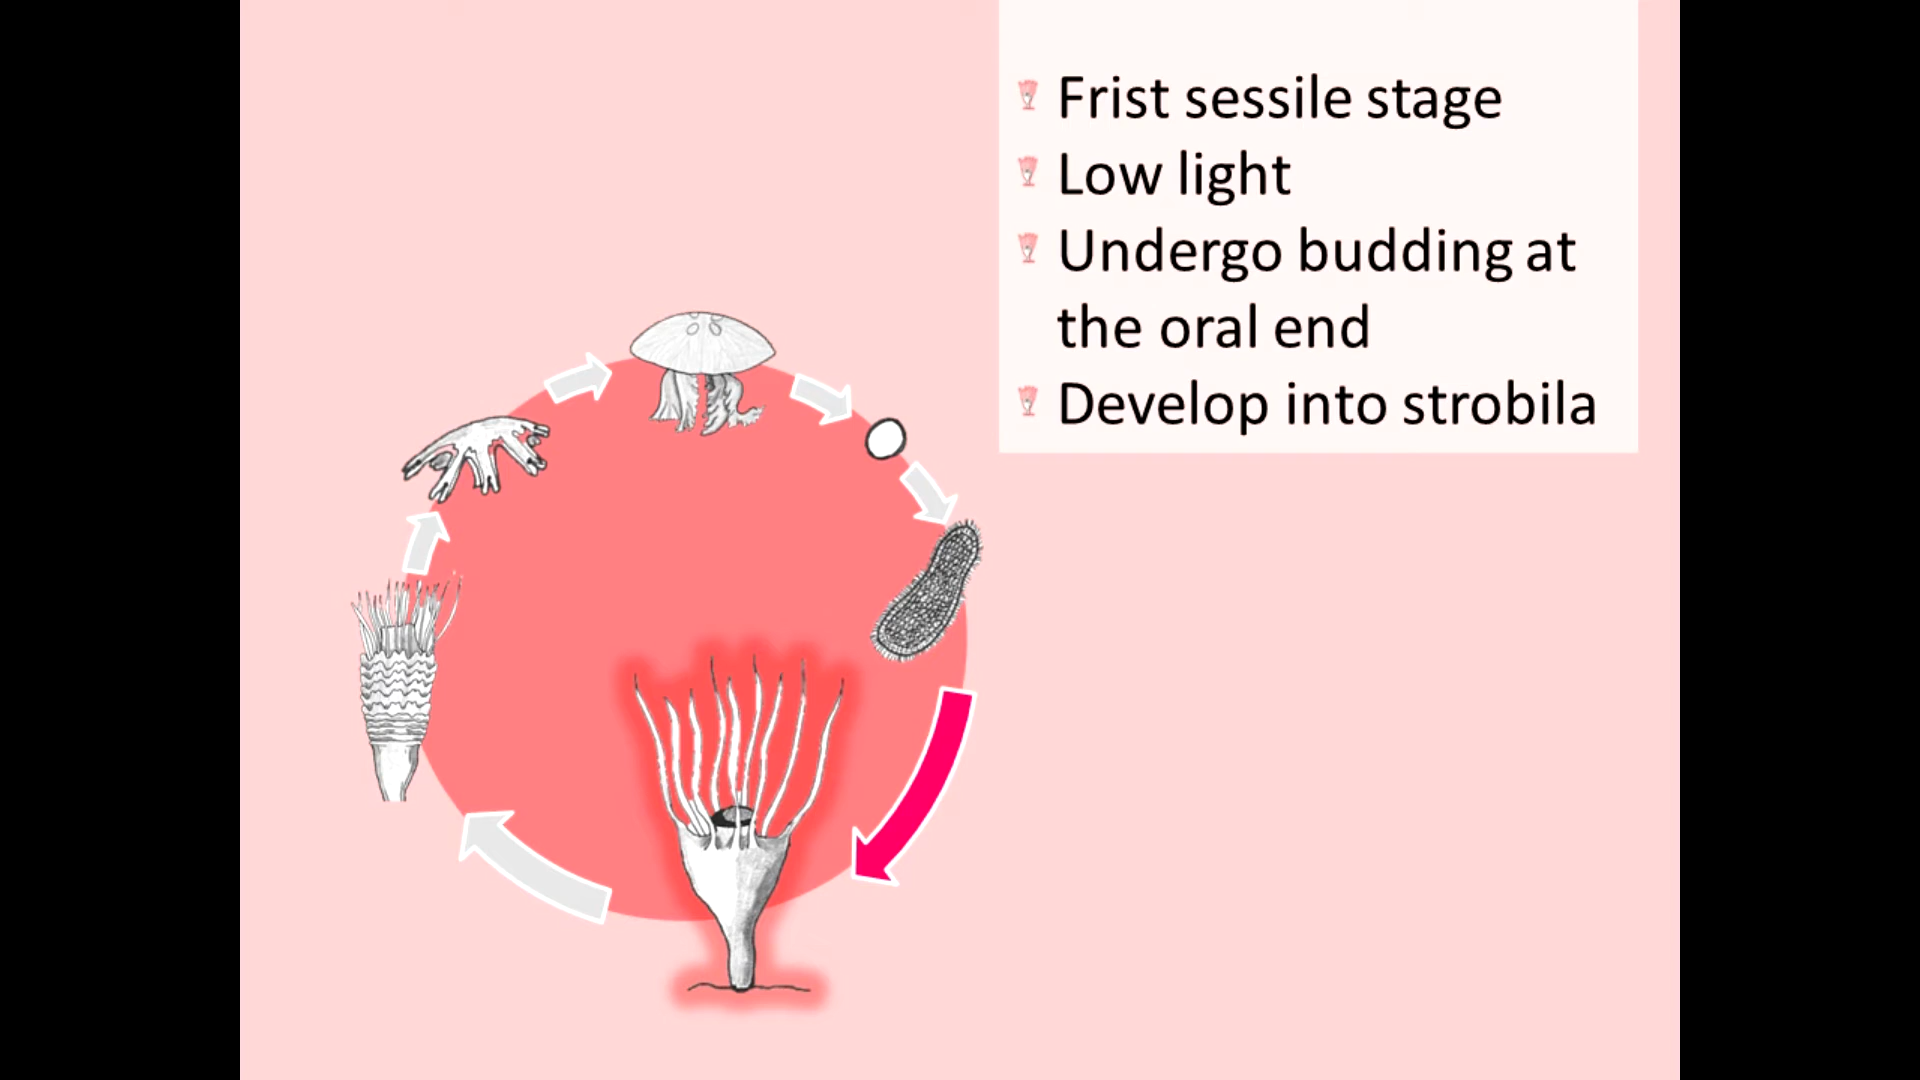 Frist sessile stage
Low light
Undergo budding at
the oral end
Develop into strobila